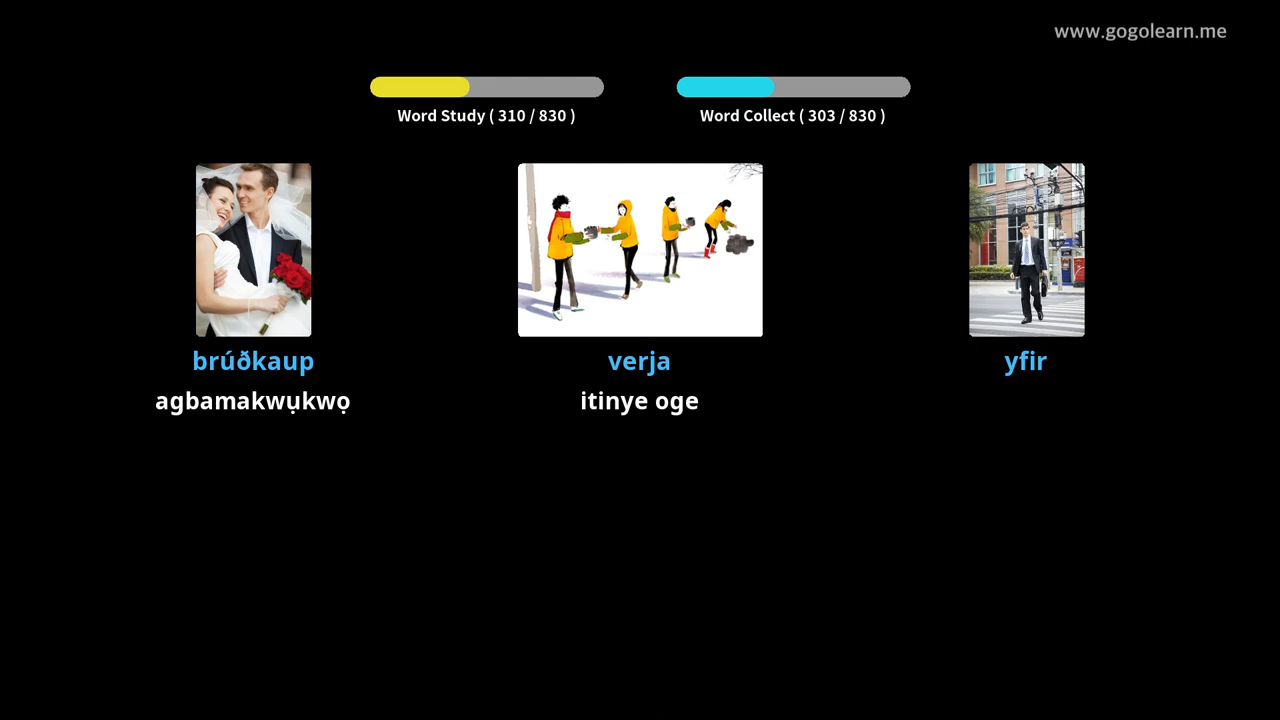 www.gogolearn.me
Word Study ( 310 / 830 )
Word Collect ( 303 / 830 )
brúðkaup
verja
yfir
agbamakwụkwọ
itinye oge